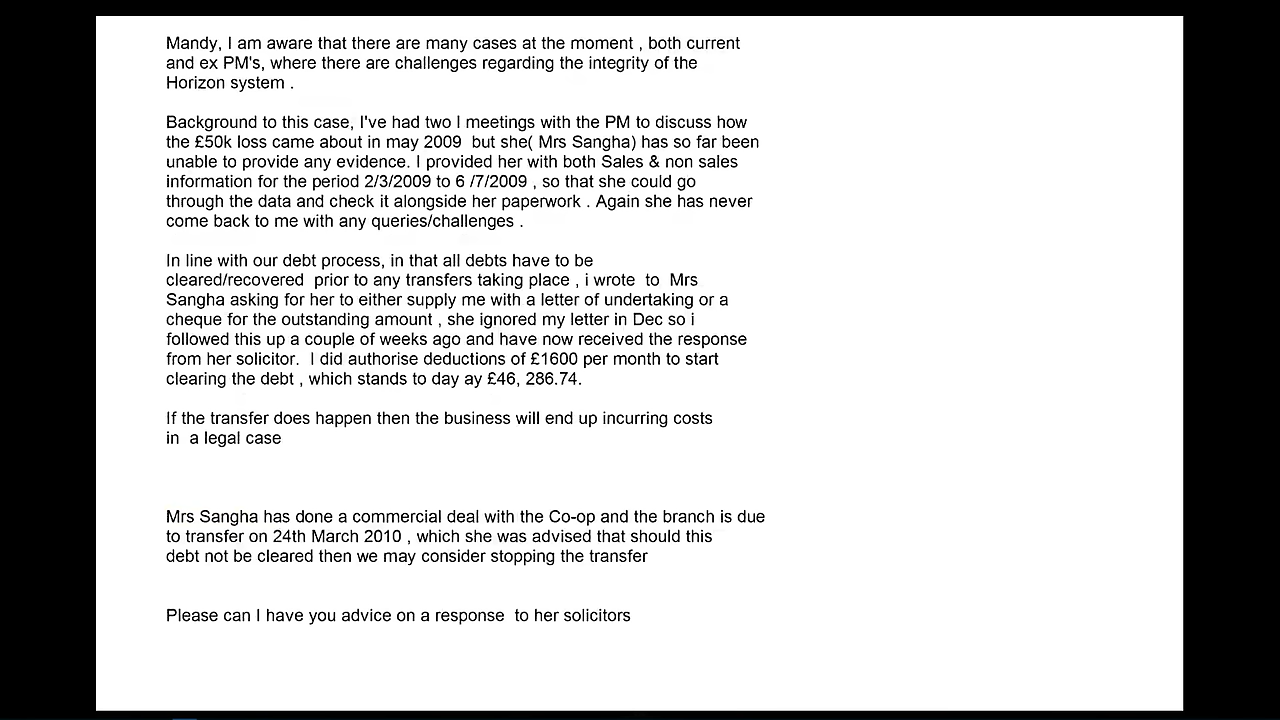 Mandy, I am aware that there are many cases at the moment , both current
and ex PM's, where there are challenges regarding the integrity of the
Horizon system .
Background to this case, I've had two I meetings with the PM to discuss how
the £50k loss came about in may 2009  but she( Mrs Sangha) has so far been
unable to provide any evidence. I provided her with both Sales & non sales
information for the period 2/3/2009 to 6 /7/2009 , so that she could go
through the data and check it alongside her paperwork . Again she has never
come back to me with any queries/challenges .
In line with our debt process, in that all debts have to be
cleared/recovered  prior to any transfers taking place , i wrote  to  Mrs
Sangha asking for her to either supply me with a letter of undertaking or a
cheque for the outstanding amount , she ignored my letter in Dec so i
followed this up a couple of weeks ago and have now received the response
from her solicitor.  I did authorise deductions of £1600 per month to start
clearing the debt , which stands to day ay £46, 286.74.
If the transfer does happen then the business will end up incurring costs
in  a legal case
Mrs Sangha has done a commercial deal with the Co-op and the branch is due
to transfer on 24th March 2010 , which she was advised that should this
debt not be cleared then we may consider stopping the transfer
Please can I have you advice on a response  to her solicitors